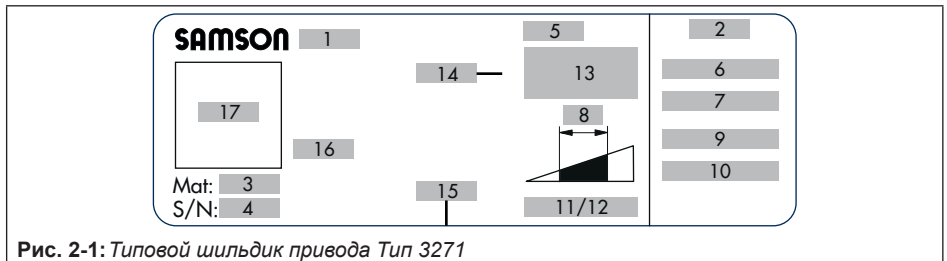 SAMSON 1 5 2
14 13 6
17 7
8
16 9
10
Mat: 3 15
S/N: 4 11/12
Рис. 2-1: Типовой шильдик привода Тип 3271